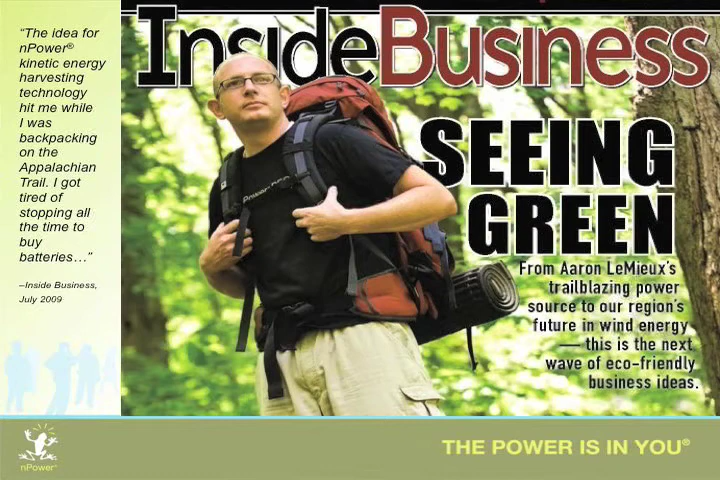 “The idea for
nPower®
kinetic energy
harvesting
technology
hit me while
I was
backpacking
on the
Appalachian
Trail. I got
tired of
stopping all
the time to
buy
batteries…”
–Inside Business,
July 2009
InsideBusiness
SEEING
GREEN
From Aaron LeMieux's
trailblazing power
source to our region's
future in wind energy
— this is the next
wave of eco-friendly
business ideas.
nPower®
THE POWER IS IN YOU®